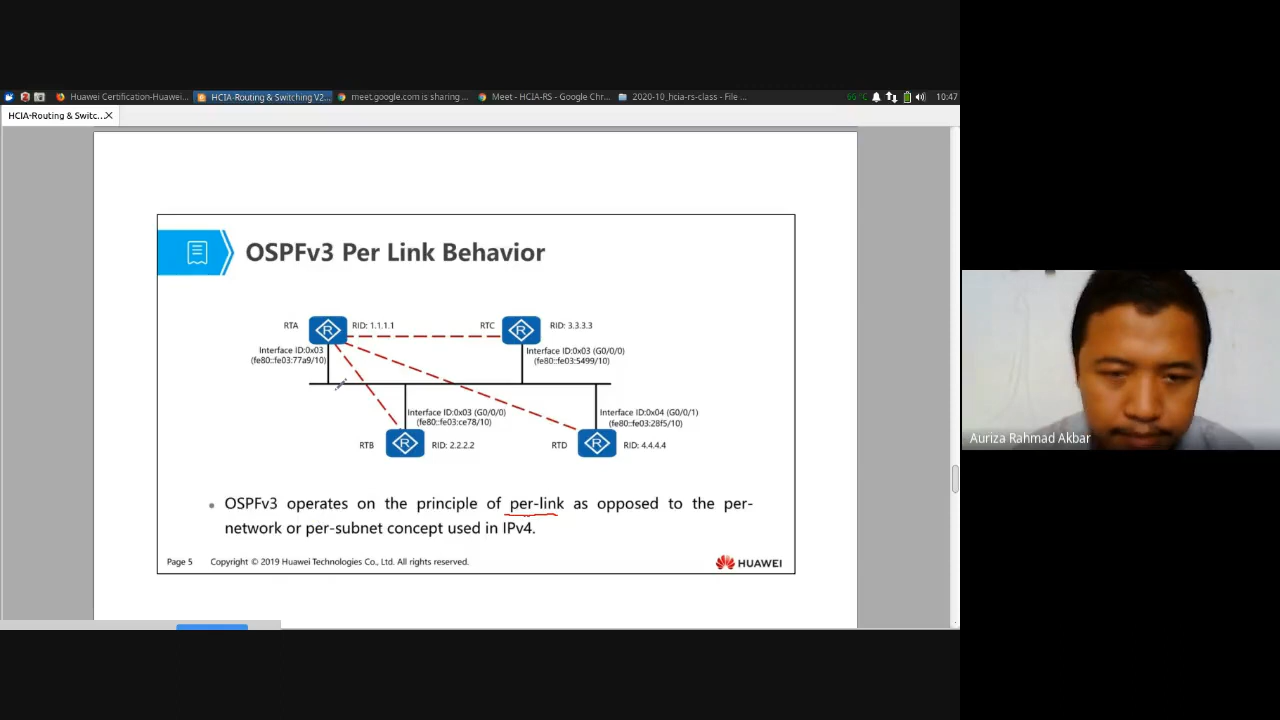 Huawei Certification-Huawei... HCIA-Routing & Switching V2... meet.google.com is sharing ... Meet - HCIA-RS - Google Chr... 2020-10_hcia-rs-class - File ... 66°C 10:47
HCIA-Routing & Switc...
OSPFv3 Per Link Behavior
RTA RID: 1.1.1.1 RTC RID: 3.3.3.3
Interface ID:0x03 Interface ID:0x03 (G0/0/0)
(fe80::fe03:77a9/10) (fe80::fe03:5499/10)
Interface ID:0x03 (G0/0/0) Interface ID:0x04 (G0/0/1)
(fe80::fe03:ce78/10) (fe80::fe03:28f5/10)
RTB RID: 2.2.2.2 RTD RID: 4.4.4.4
Auriza Rahmad Akbar
• OSPFv3 operates on the principle of per-link as opposed to the per-
network or per-subnet concept used in IPv4.
Page 5 Copyright © 2019 Huawei Technologies Co., Ltd. All rights reserved. HUAWEI